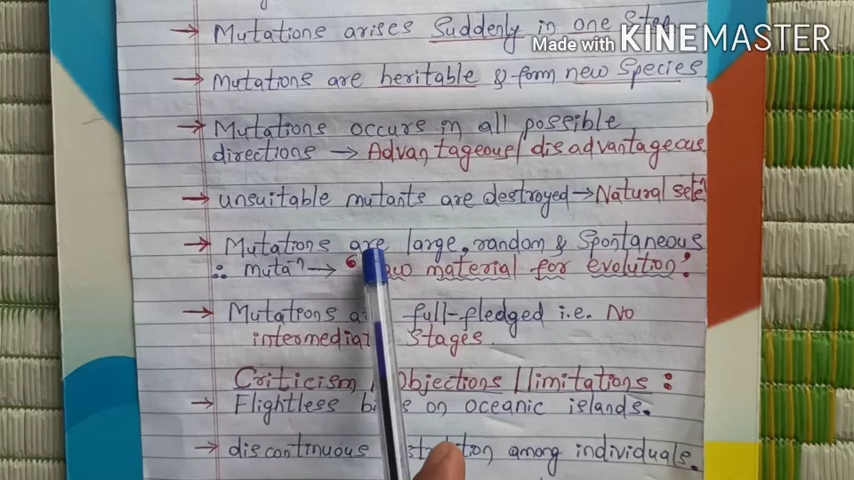 → Mutations arises suddenly in one step
Made with KINEMASTER
→ Mutations are heritable & form new species
→ Mutations occurs in all possible
directions → Advantageous/disadvantageous.
→ unsuitable mutants are destroyed → Natural selⁿ
→ Mutations are large, random & Spontaneous
∴ mutaⁿ → material for evolution'.
→ Mutations full-fledged i.e. No
stages.
Criticism / Objections / limitations :
→ Flightless on oceanic islands.
→ discontinuous among individuals.